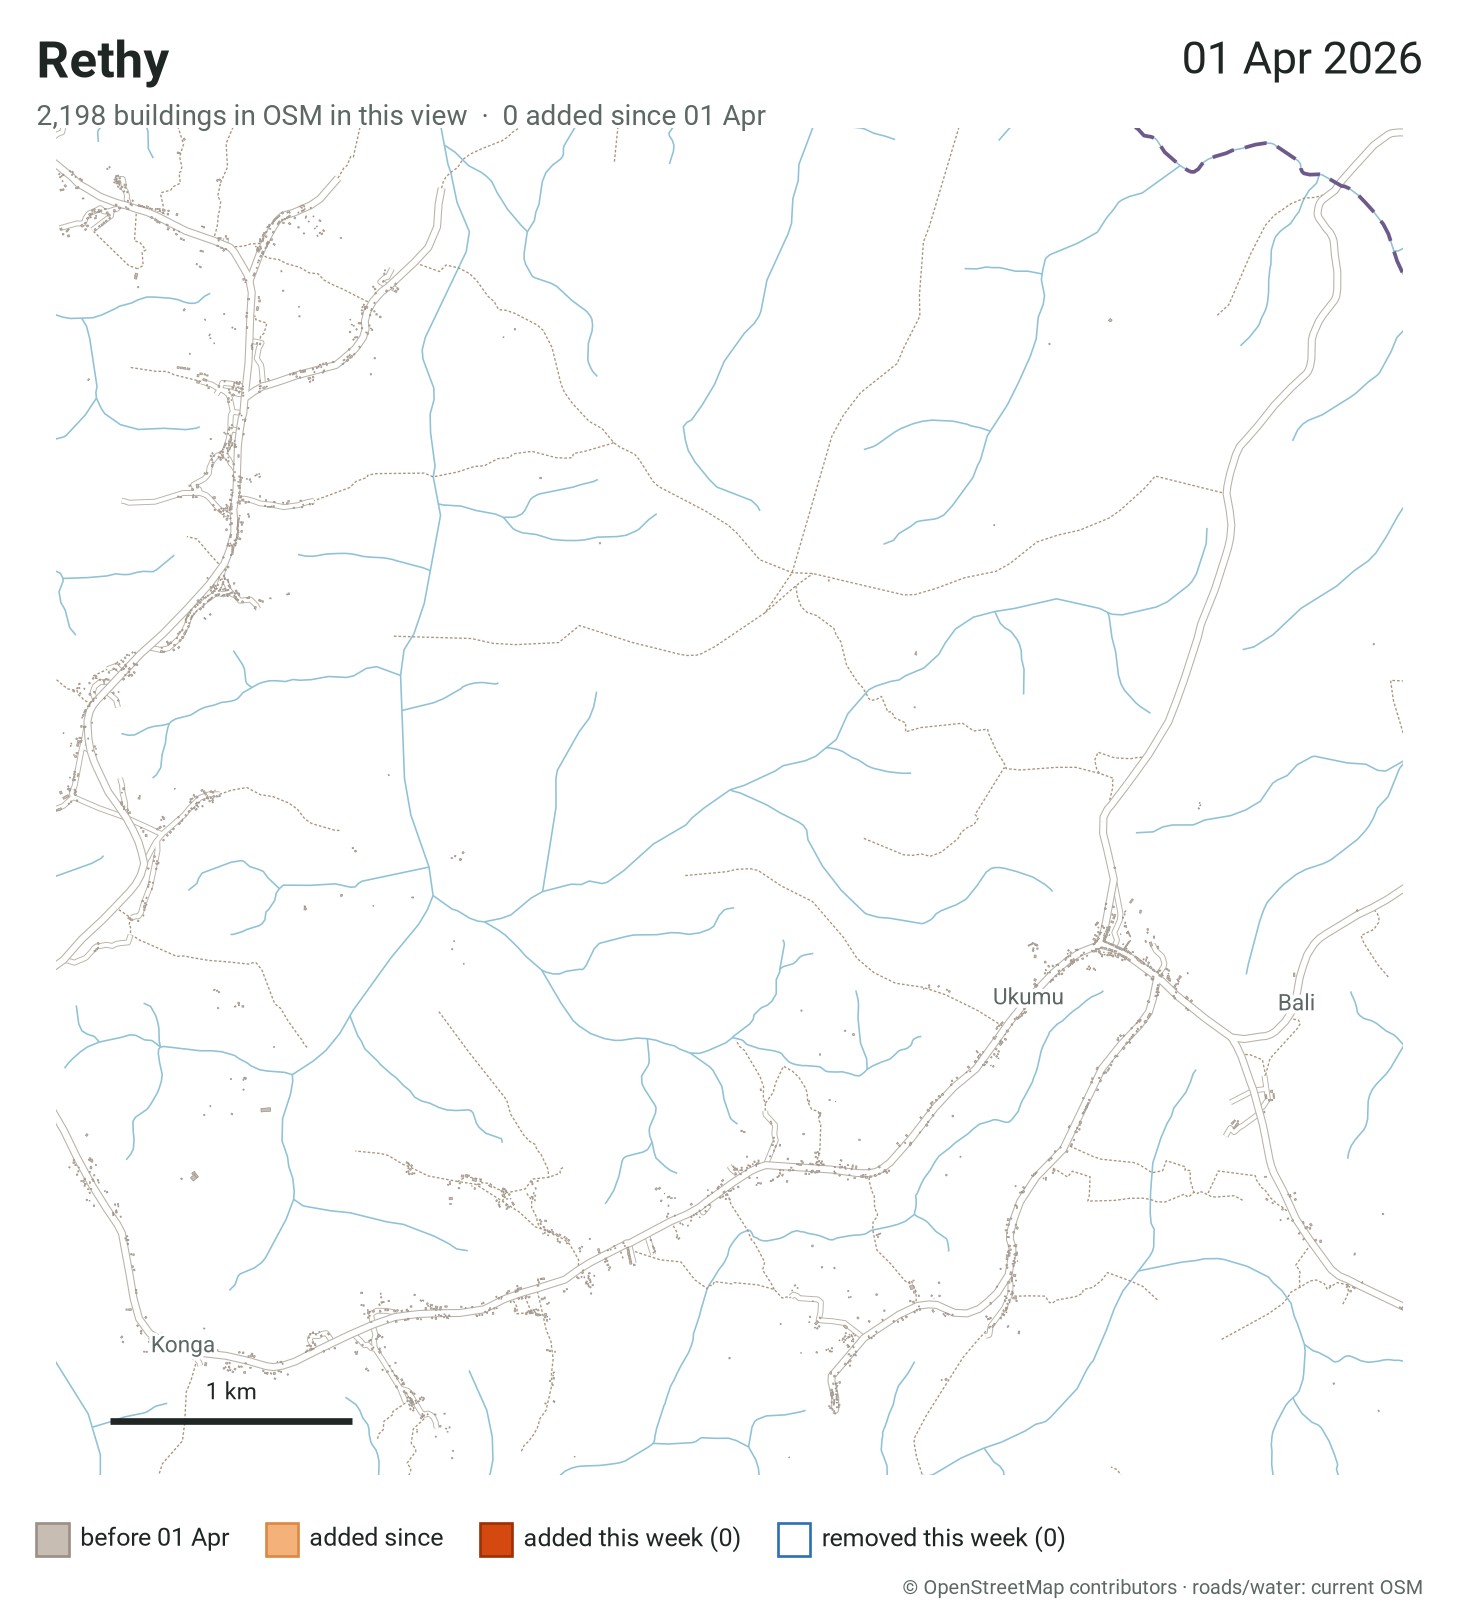 Rethy
01 Apr 2026
2,198 buildings in OSM in this view · 0 added since 01 Apr
Ukumu
Bali
Konga
1 km
before 01 Apr
added since
added this week (0)
removed this week (0)
© OpenStreetMap contributors · roads/water: current OSM